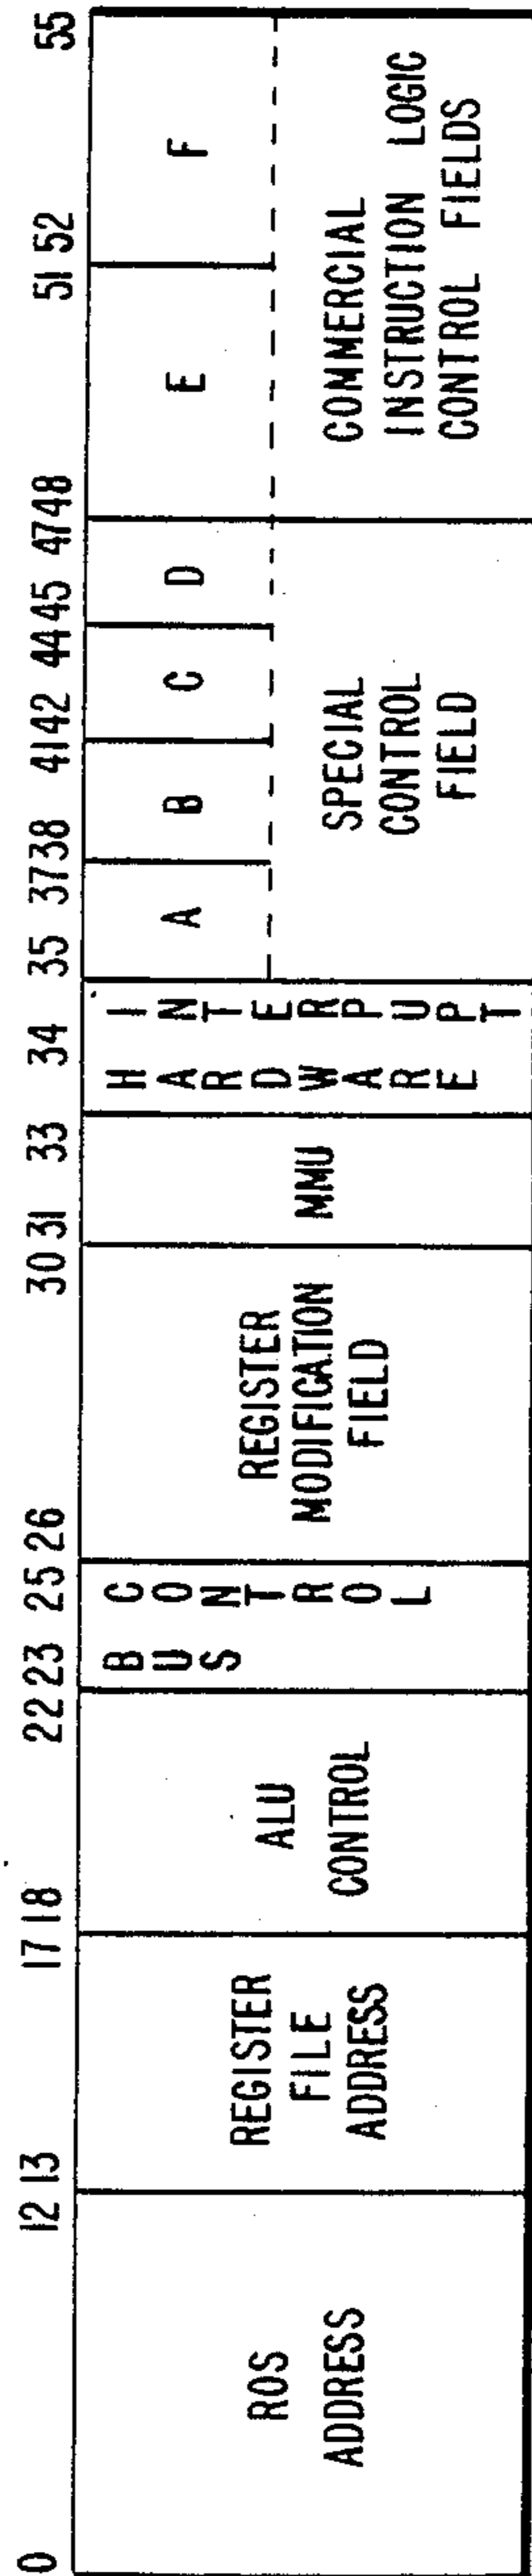 0 12 13 17 18 22 23 25 26 30 31 33 34 35 37 38 41 42 44 45 47 48 51 52 55
ROS
ADDRESS
REGISTER
FILE
ADDRESS
ALU
CONTROL
BUS
CONTROL
REGISTER
MODIFICATION
FIELD
MMU
HARDWARE
INTERPUPT
A
B
C
D
SPECIAL
CONTROL
FIELD
E
F
COMMERCIAL
INSTRUCTION LOGIC
CONTROL FIELDS